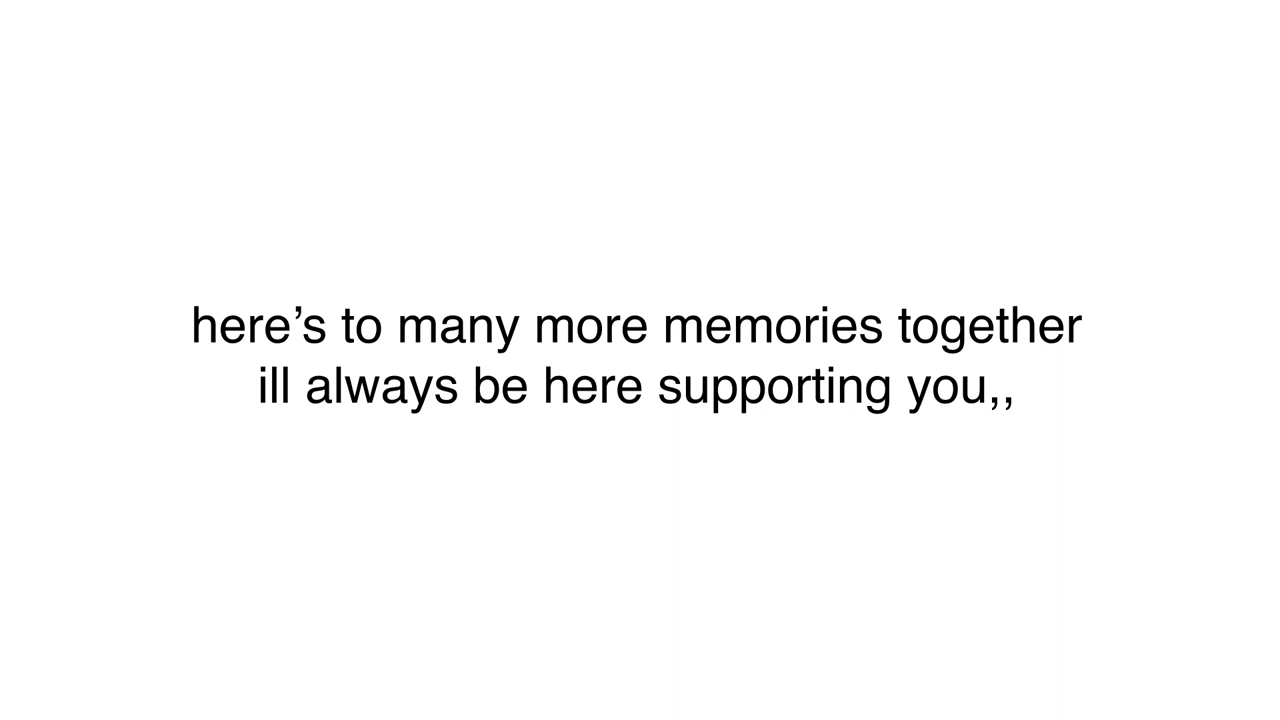 here’s to many more memories together
ill always be here supporting you,,